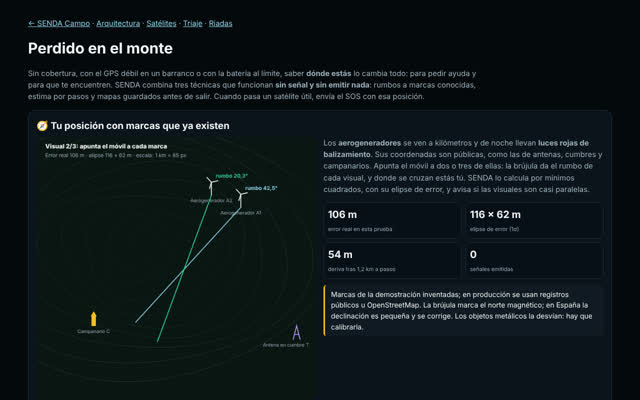 ← SENDA Campo · Arquitectura · Satélites · Triaje · Riadas
Perdido en el monte
Sin cobertura, con el GPS débil en un barranco o con la batería al límite, saber dónde estás lo cambia todo: para pedir ayuda y
para que te encuentren. SENDA combina tres técnicas que funcionan sin señal y sin emitir nada: rumbos a marcas conocidas,
estima por pasos y mapas guardados antes de salir. Cuando pasa un satélite útil, envía el SOS con esa posición.
🧭 Tu posición con marcas que ya existen
Visual 2/3: apunta el móvil a cada marca
Error real 106 m · elipse 116 × 62 m · escala: 1 km = 85 px
rumbo 20,3°
rumbo 42,5°
Aerogenerador A2
Aerogenerador A1
Campanario C
Antena en cumbre T
Los aerogeneradores se ven a kilómetros y de noche llevan luces rojas de
balizamiento. Sus coordenadas son públicas, como las de antenas, cumbres y
campanarios. Apunta el móvil a dos o tres de ellas: la brújula da el rumbo de
cada visual, y donde se cruzan estás tú. SENDA lo calcula por mínimos
cuadrados, con su elipse de error, y avisa si las visuales son casi paralelas.
106 m
error real en esta prueba
116 × 62 m
elipse de error (1σ)
54 m
deriva tras 1,2 km a pasos
0
señales emitidas
Marcas de la demostración inventadas; en producción se usan registros
públicos u OpenStreetMap. La brújula marca el norte magnético; en España la
declinación es pequeña y se corrige. Los objetos metálicos la desvían: hay que
calibrarla.